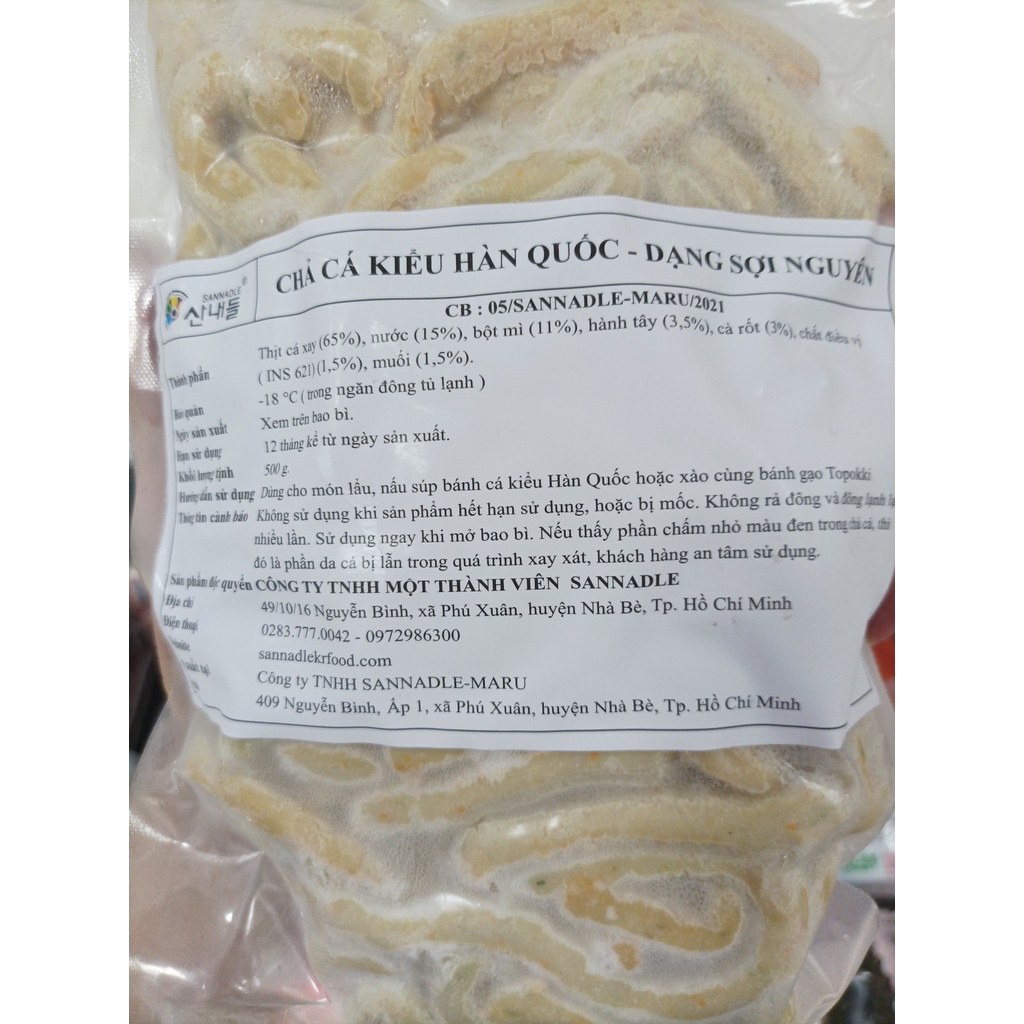 SANNADLE®
산내들
CHẢ CÁ KIỂU HÀN QUỐC - DẠNG SỢI NGUYÊN
CB : 05/SANNADLE-MARU/2021
Thành phần Thịt cá xay (65%), nước (15%), bột mì (11%), hành tây (3,5%), cà rốt (3%), chất điều vị
( INS 621)(1,5%), muối (1,5%).
Bảo quản -18 °C ( trong ngăn đông tủ lạnh )
Ngày sản xuất Xem trên bao bì.
Hạn sử dụng 12 tháng kể từ ngày sản xuất.
Khối lượng tịnh 500 g.
Hướng dẫn sử dụng Dùng cho món lẩu, nấu súp bánh cá kiểu Hàn Quốc hoặc xào cùng bánh gạo Topokki
Thông tin cảnh báo Không sử dụng khi sản phẩm hết hạn sử dụng, hoặc bị mốc. Không rả đông và đông lạnh
nhiều lần. Sử dụng ngay khi mở bao bì. Nếu thấy phần chấm nhỏ màu đen trong chả cá, thì
đó là phần da cá bị lẫn trong quá trình xay xát, khách hàng an tâm sử dụng.
Sản phẩm độc quyền CÔNG TY TNHH MỘT THÀNH VIÊN SANNADLE
Địa chỉ 49/10/16 Nguyễn Bình, xã Phú Xuân, huyện Nhà Bè, Tp. Hồ Chí Minh
Điện thoại 0283.777.0042 - 0972986300
sannadlekrfood.com
Công ty TNHH SANNADLE-MARU
409 Nguyễn Bình, Ấp 1, xã Phú Xuân, huyện Nhà Bè, Tp. Hồ Chí Minh